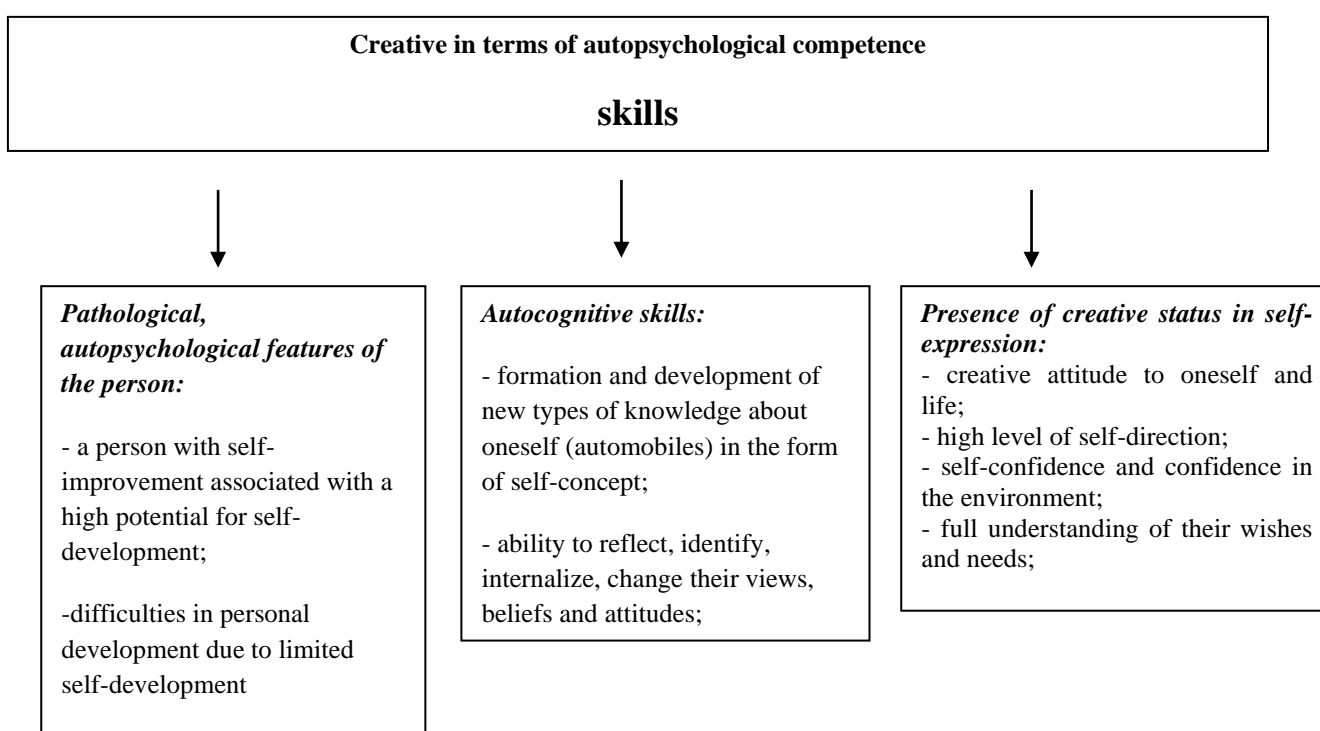 Creative in terms of autopsychological competence
skills
Pathological,
autopsychological features of
the person:
- a person with self-
improvement associated with a
high potential for self-
development;
-difficulties in personal
development due to limited
self-development
Autocognitive skills:
- formation and development of
new types of knowledge about
oneself (automobiles) in the form
of self-concept;
- ability to reflect, identify,
internalize, change their views,
beliefs and attitudes;
Presence of creative status in self-
expression:
- creative attitude to oneself and
life;
- high level of self-direction;
- self-confidence and confidence in
the environment;
- full understanding of their wishes
and needs;